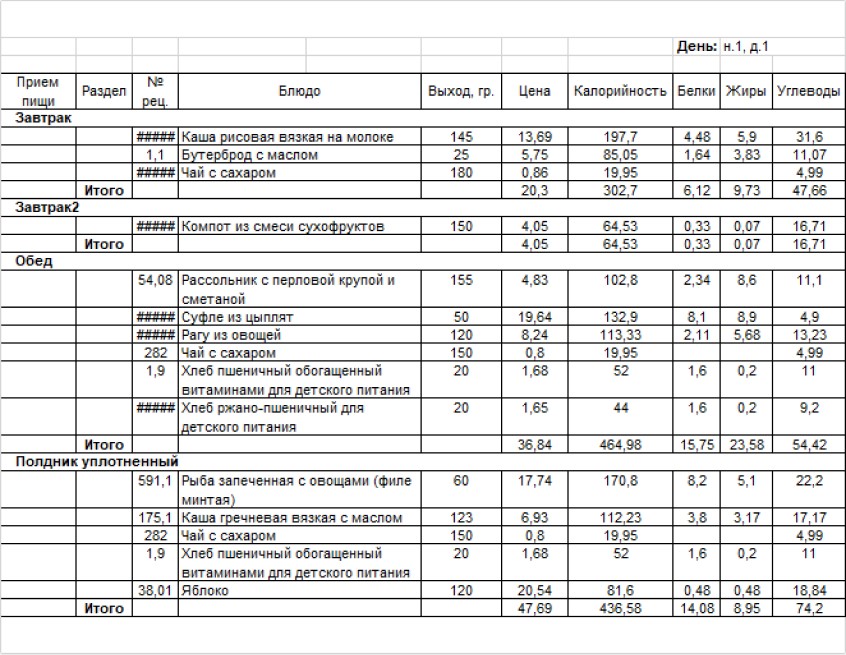 День: н.1, д.1
Прием пищи Раздел № рец. Блюдо Выход, гр. Цена Калорийность Белки Жиры Углеводы
Завтрак
##### Каша рисовая вязкая на молоке 145 13,69 197,7 4,48 5,9 31,6
1,1 Бутерброд с маслом 25 5,75 85,05 1,64 3,83 11,07
##### Чай с сахаром 180 0,86 19,95 4,99
Итого 20,3 302,7 6,12 9,73 47,66
Завтрак2
##### Компот из смеси сухофруктов 150 4,05 64,53 0,33 0,07 16,71
Итого 4,05 64,53 0,33 0,07 16,71
Обед
54,08 Рассольник с перловой крупой и 155 4,83 102,8 2,34 8,6 11,1
сметаной
##### Суфле из цыплят 50 19,64 132,9 8,1 8,9 4,9
##### Рагу из овощей 120 8,24 113,33 2,11 5,68 13,23
282 Чай с сахаром 150 0,8 19,95 4,99
1,9 Хлеб пшеничный обогащенный 20 1,68 52 1,6 0,2 11
витаминами для детского питания
##### Хлеб ржано-пшеничный для 20 1,65 44 1,6 0,2 9,2
детского питания
Итого 36,84 464,98 15,75 23,58 54,42
Полдник уплотненный
591,1 Рыба запеченная с овощами (филе 60 17,74 170,8 8,2 5,1 22,2
минтая)
175,1 Каша гречневая вязкая с маслом 123 6,93 112,23 3,8 3,17 17,17
282 Чай с сахаром 150 0,8 19,95 4,99
1,9 Хлеб пшеничный обогащенный 20 1,68 52 1,6 0,2 11
витаминами для детского питания
38,01 Яблоко 120 20,54 81,6 0,48 0,48 18,84
Итого 47,69 436,58 14,08 8,95 74,2